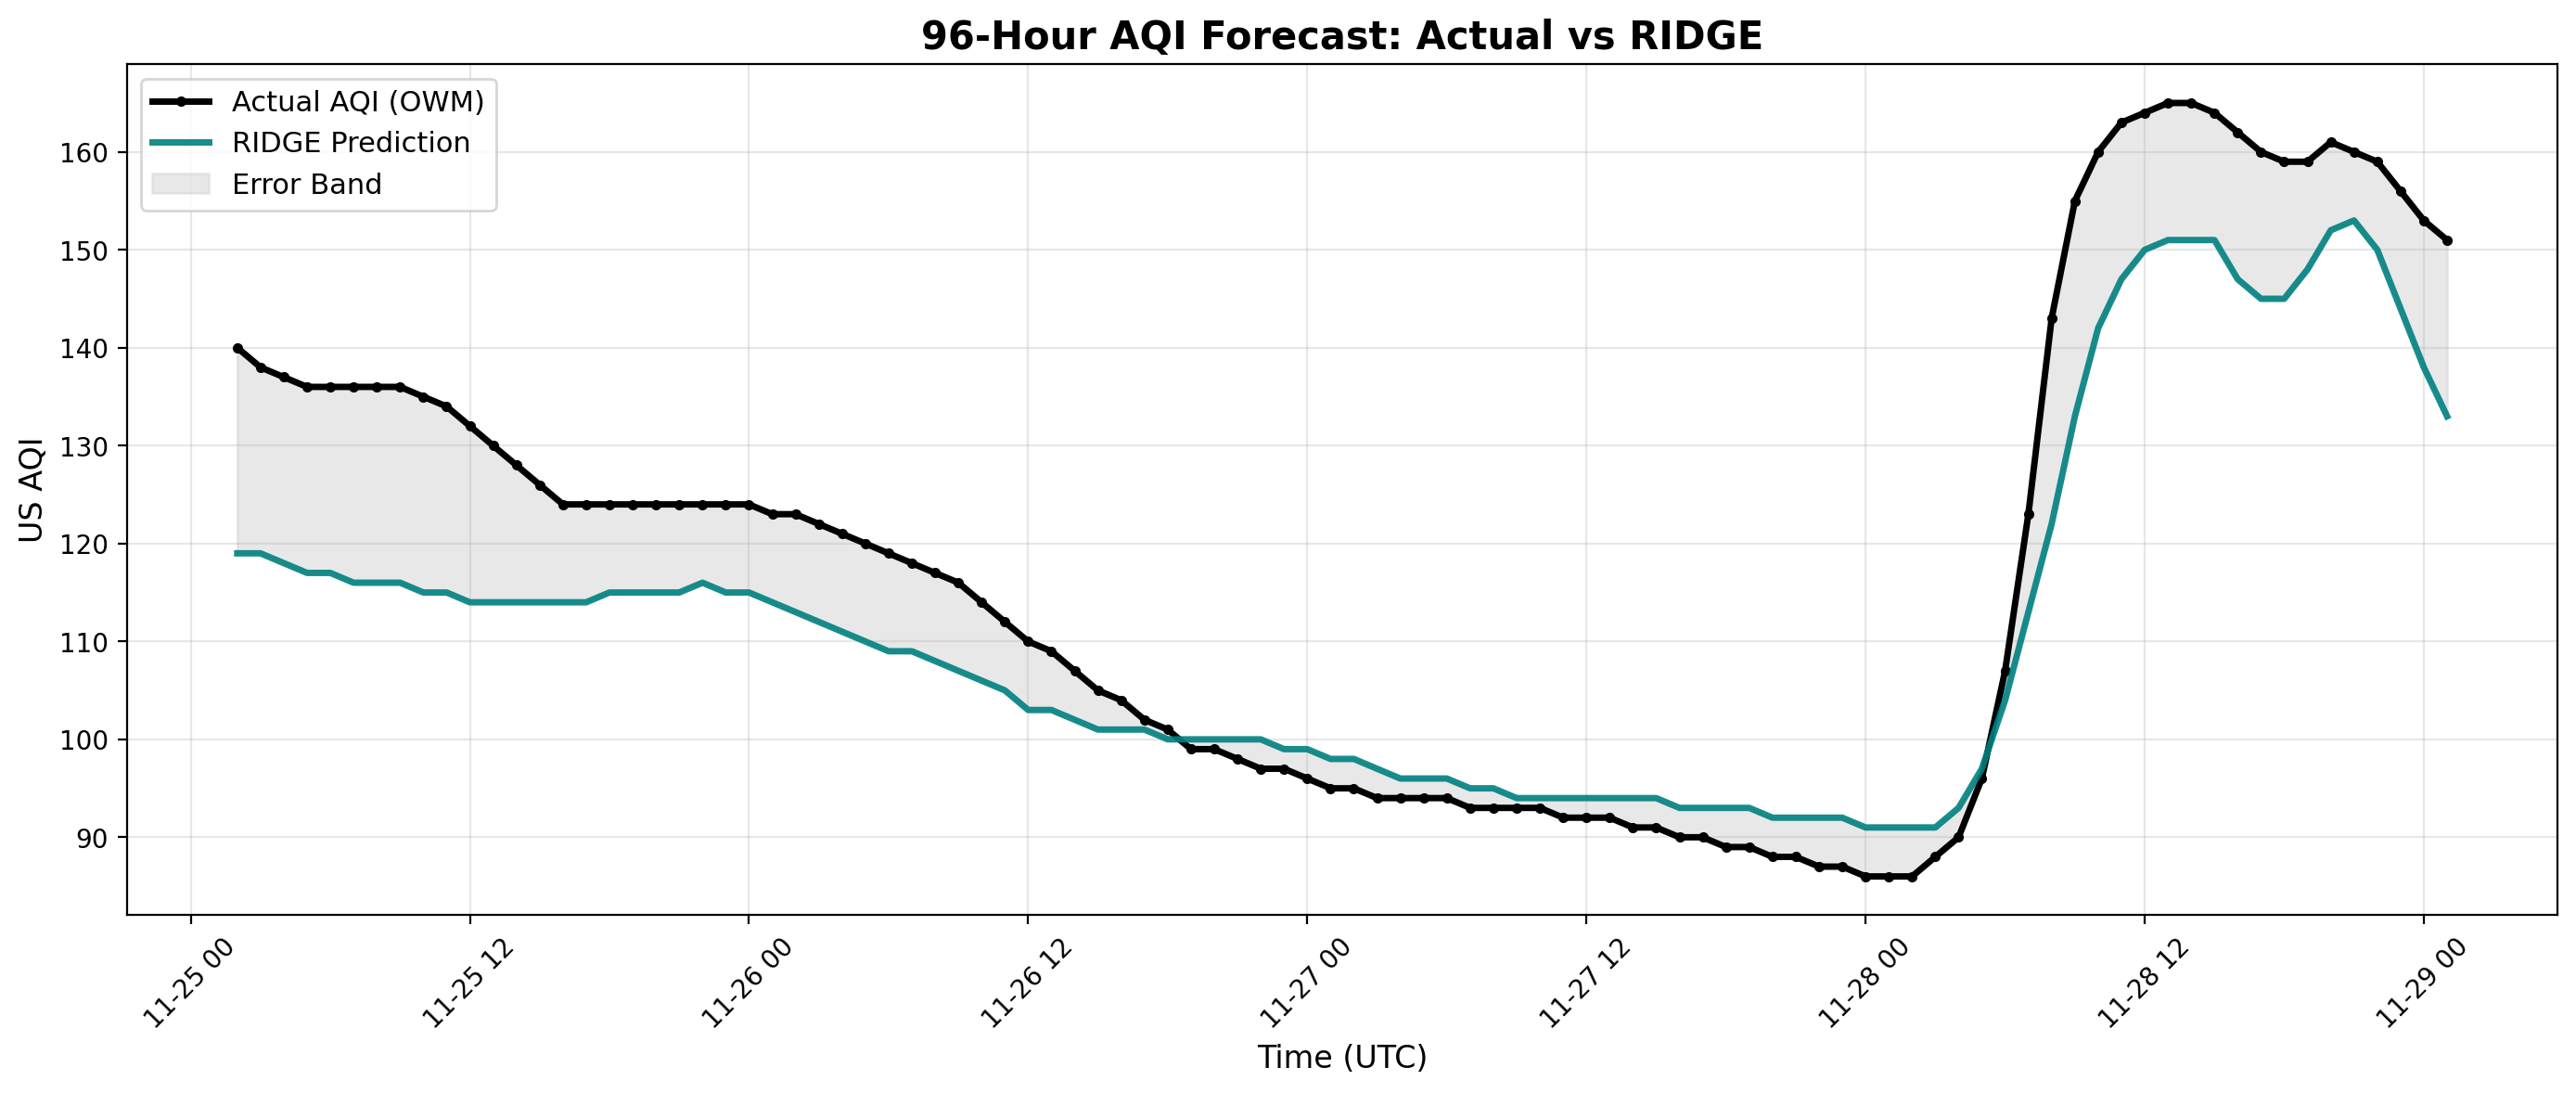 96-Hour AQI Forecast: Actual vs RIDGE
Actual AQI (OWM)
RIDGE Prediction
Error Band
US AQI
160
150
140
130
120
110
100
90
11-25 00
11-25 12
11-26 00
11-26 12
11-27 00
11-27 12
11-28 00
11-28 12
11-29 00
Time (UTC)